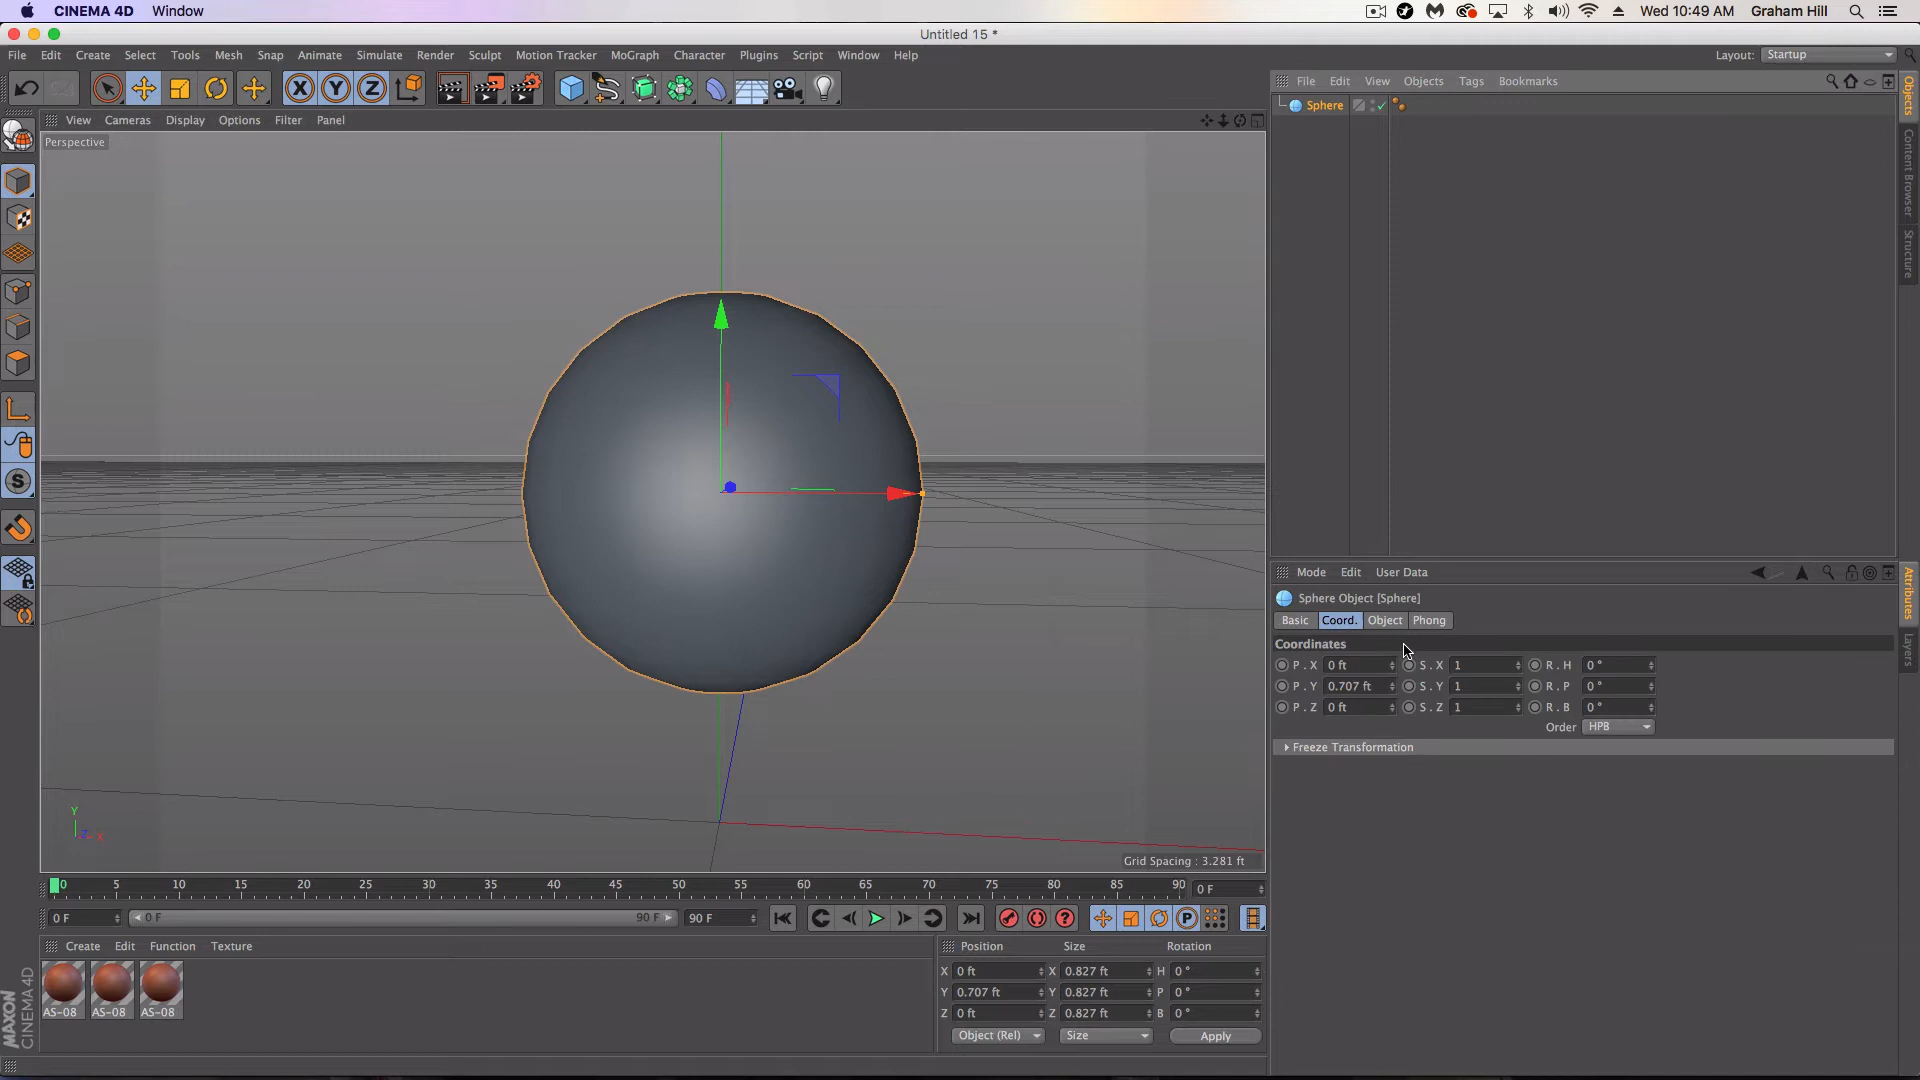 CINEMA 4D Window
Wed 10:49 AM Graham Hill
Untitled 15 *
File Edit Create Select Tools Mesh Snap Animate Simulate Render Sculpt Motion Tracker MoGraph Character Plugins Script Window Help
Layout: Startup
X Y Z
File Edit View Objects Tags Bookmarks
Objects
Content Browser
Structure
Sphere
View Cameras Display Options Filter Panel
Perspective
S
Y
Z X
Grid Spacing : 3.281 ft
Mode Edit User Data
Attributes
Layers
Sphere Object [Sphere]
Basic Coord. Object Phong
Coordinates
P . X 0 ft S . X 1 R . H 0 °
P . Y 0.707 ft S . Y 1 R . P 0 °
P . Z 0 ft S . Z 1 R . B 0 °
Order HPB
Freeze Transformation
0 5 10 15 20 25 30 35 40 45 50 55 60 65 70 75 80 85 90 0 F
0 F 0 F 90 F 90 F
? P
Create Edit Function Texture
AS-08 AS-08 AS-08
MAXON
CINEMA 4D
Position Size Rotation
X 0 ft X 0.827 ft H 0 °
Y 0.707 ft Y 0.827 ft P 0 °
Z 0 ft Z 0.827 ft B 0 °
Object (Rel) Size Apply